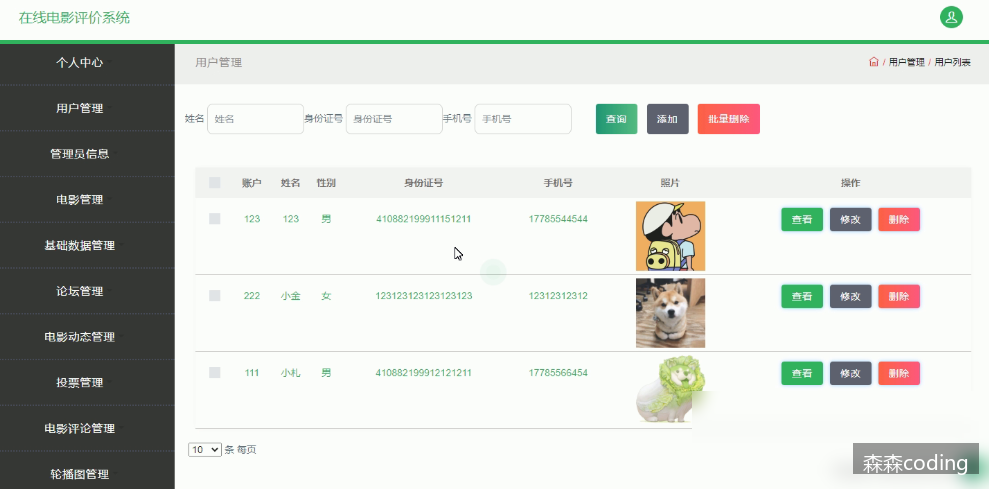 在线电影评价系统
个人中心
用户管理
管理员信息
电影管理
基础数据管理
论坛管理
电影动态管理
投票管理
电影评论管理
轮播图管理
用户管理
/ 用户管理 / 用户列表
姓名 姓名 身份证号 身份证号 手机号 手机号 查询 添加 批量删除
账户 姓名 性别 身份证号 手机号 照片 操作
123 123 男 410882199911151211 17785544544 查看 修改 删除
222 小金 女 123123123123123123 12312312312 查看 修改 删除
111 小札 男 410882199912121211 17785566454 查看 修改 删除
10 条 每页
森森coding